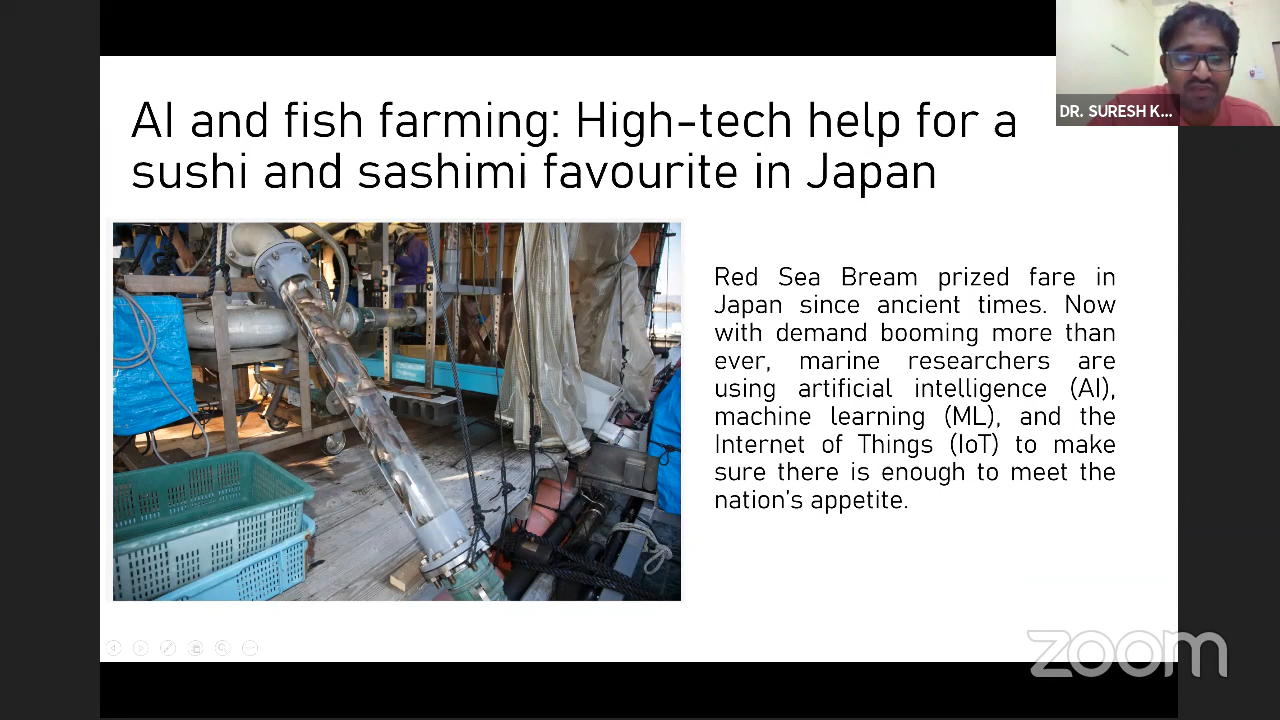 AI and fish farming: High-tech help for a
sushi and sashimi favourite in Japan
DR. SURESH K...
Red Sea Bream prized fare in
Japan since ancient times. Now
with demand booming more than
ever, marine researchers are
using artificial intelligence (AI),
machine learning (ML), and the
Internet of Things (IoT) to make
sure there is enough to meet the
nation's appetite.
zoom